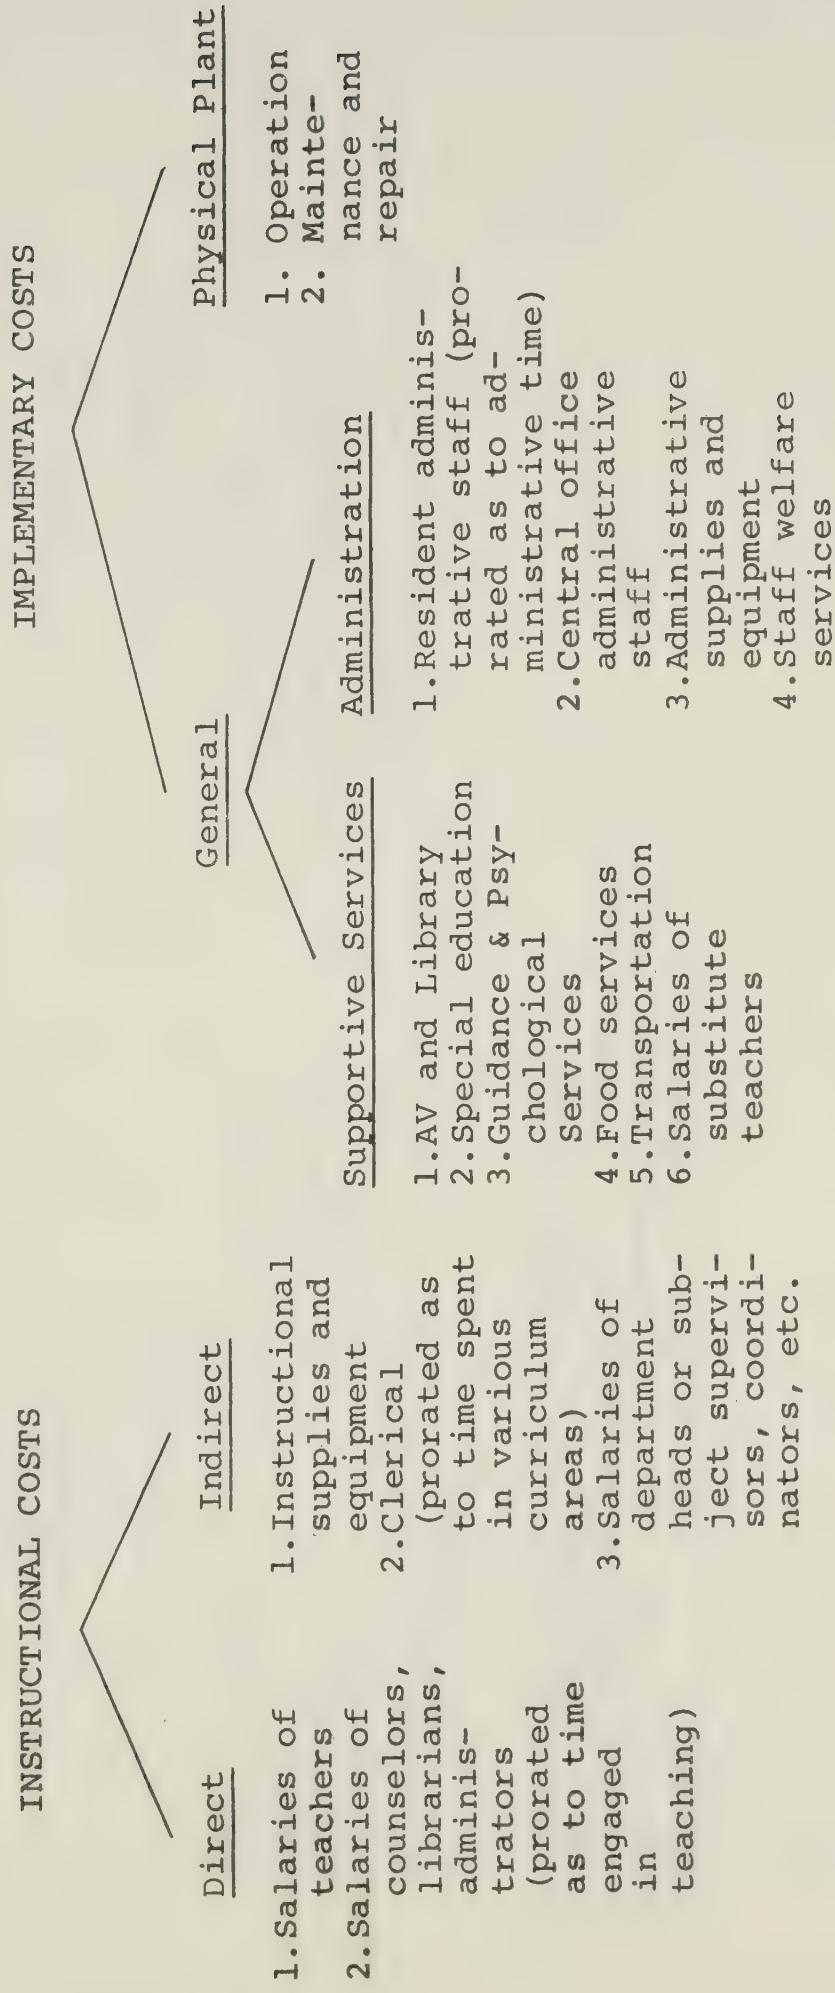 INSTRUCTIONAL COSTS
Direct
1.Salaries of
teachers
2.Salaries of
counselors,
librarians,
adminis-
trators
(prorated
as to time
engaged
in
teaching)
Indirect
1.Instructional
supplies and
equipment
2.Clerical
(prorated as
to time spent
in various
curriculum
areas)
3.Salaries of
department
heads or sub-
ject supervi-
sors, coordi-
nators, etc.
IMPLEMENTARY COSTS
General
Supportive Services
1.AV and Library
2.Special education
3.Guidance & Psy-
chological
Services
4.Food services
5.Transportation
6.Salaries of
substitute
teachers
Administration
1.Resident adminis-
trative staff (pro-
rated as to ad-
ministrative time)
2.Central office
administrative
staff
3.Administrative
supplies and
equipment
4.Staff welfare
services
Physical Plant
1. Operation
2. Mainte-
nance and
repair